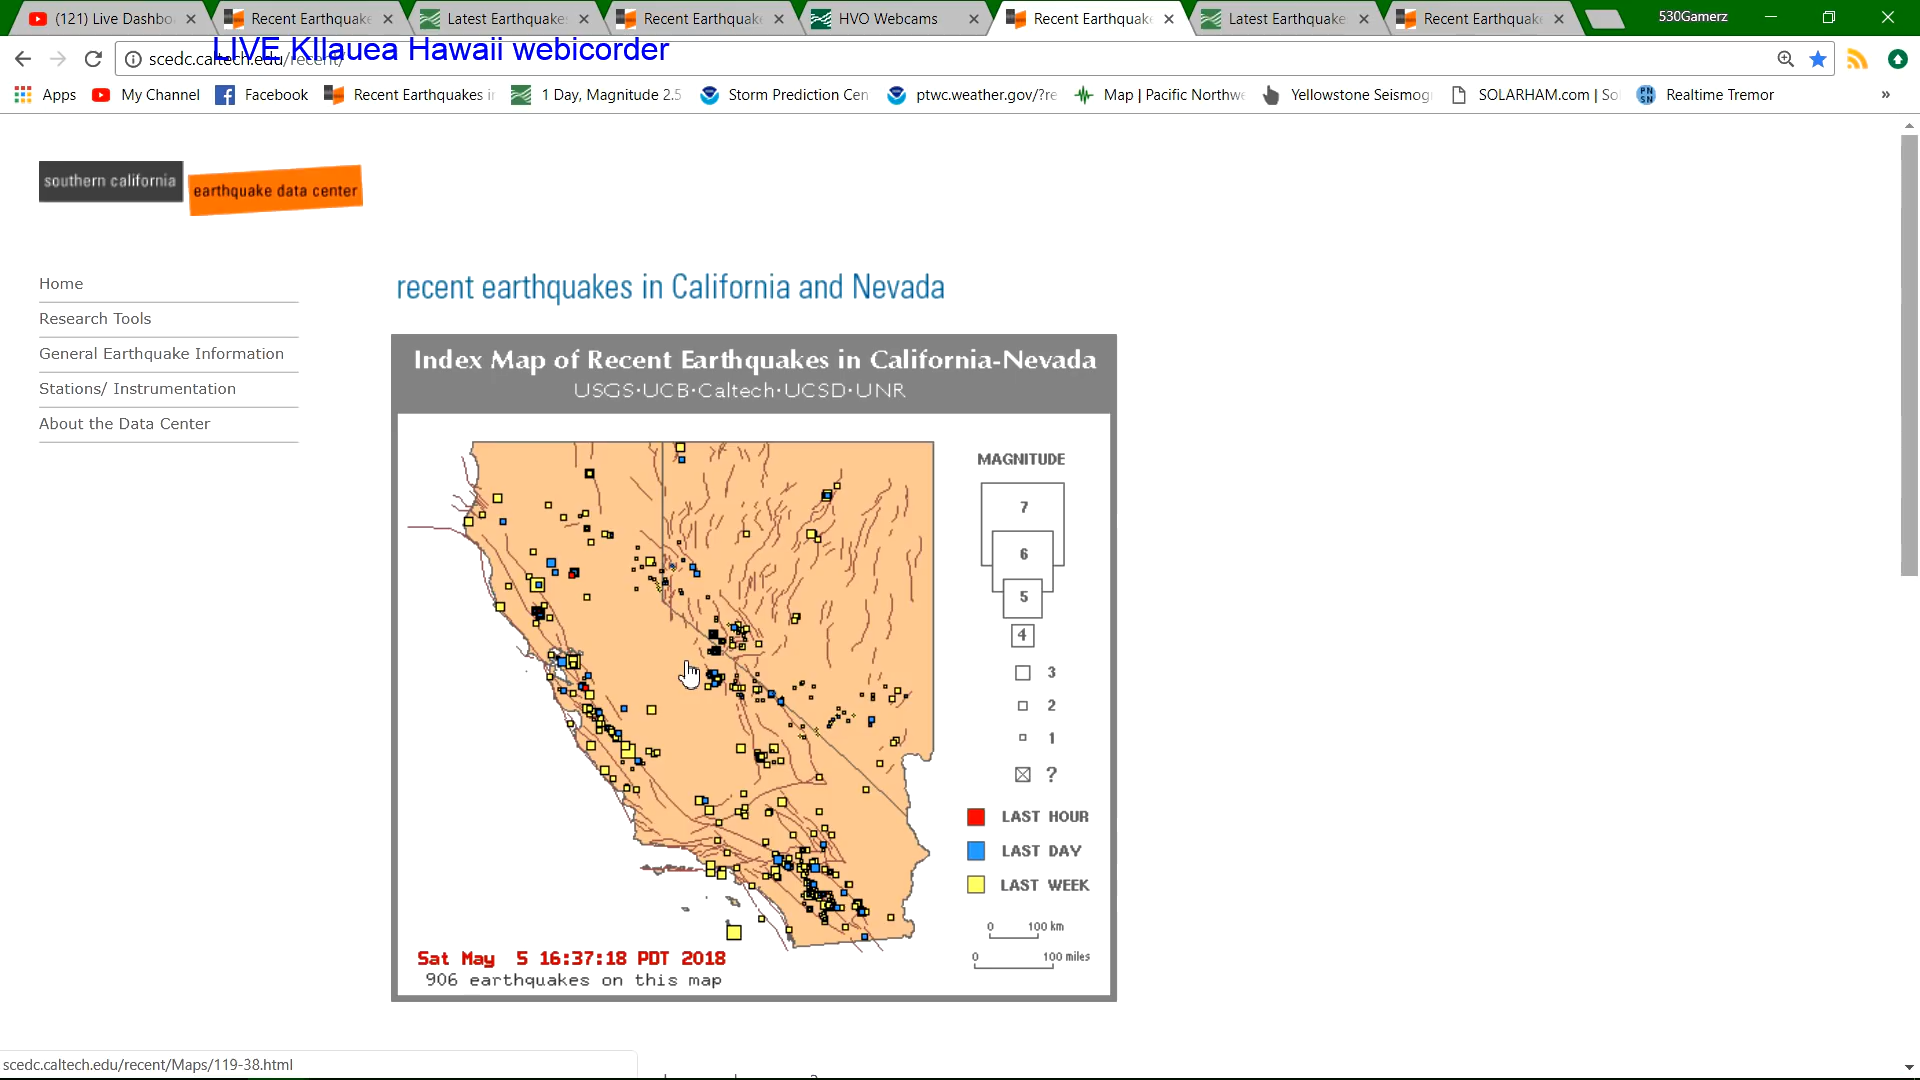 (121) Live Dashbo
Recent Earthquake
Latest Earthquakes
Recent Earthquake
HVO Webcams
Recent Earthquake
Latest Earthquake
Recent Earthquake
530Gamerz
LIVE KIlauea Hawaii webicorder
scedc.caltech.edu/recent/
Apps
My Channel
Facebook
Recent Earthquakes in
1 Day, Magnitude 2.5
Storm Prediction Cen
ptwc.weather.gov/?re
Map | Pacific Northw
Yellowstone Seismog
SOLARHAM.com | So
PN SN
Realtime Tremor
»
southern california
earthquake data center
Home
Research Tools
General Earthquake Information
Stations/ Instrumentation
About the Data Center
recent earthquakes in California and Nevada
Index Map of Recent Earthquakes in California-Nevada
USGS·UCB·Caltech·UCSD·UNR
MAGNITUDE
7
6
5
4
3
2
1
?
LAST HOUR
LAST DAY
LAST WEEK
0 100 km
0 100 miles
Sat May 5 16:37:18 PDT 2018
906 earthquakes on this map
scedc.caltech.edu/recent/Maps/119-38.html